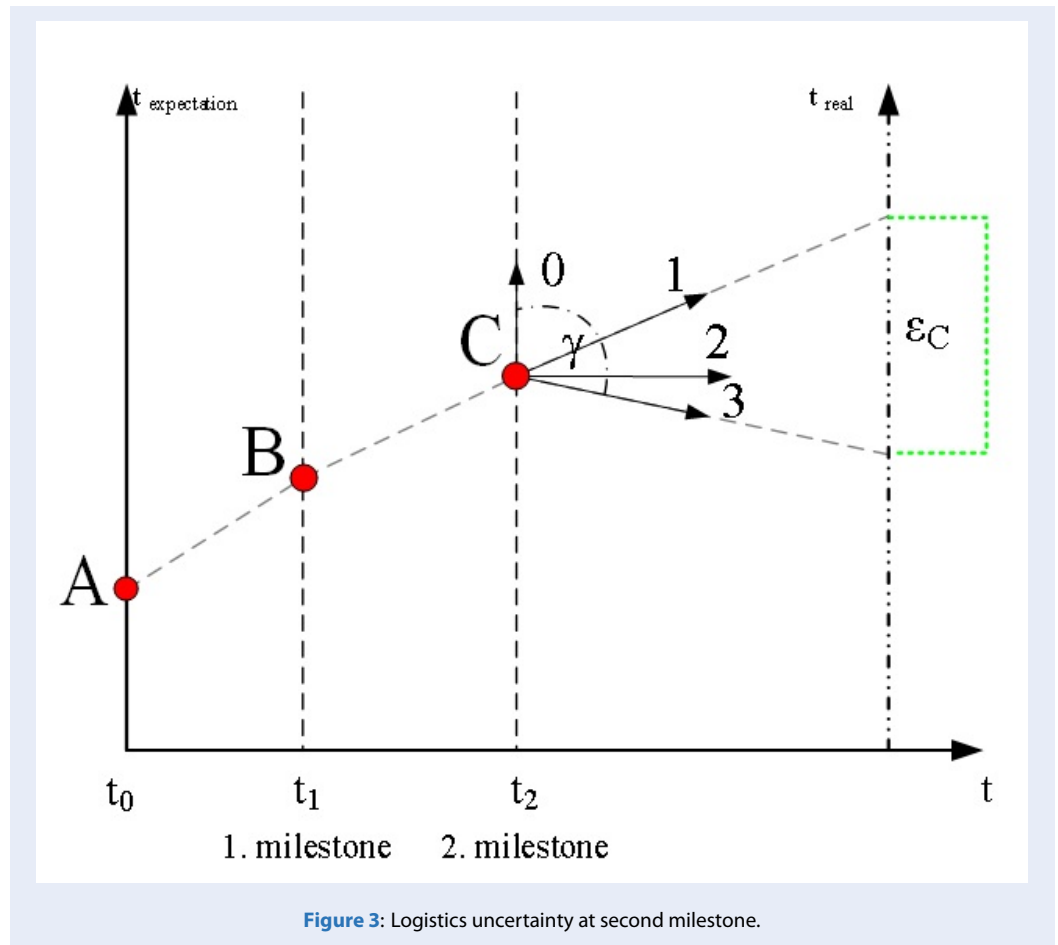 t expectation
t real
0
1
C
γ
2
εC
3
B
A
t0
t1
t2
t
1. milestone
2. milestone
Figure 3: Logistics uncertainty at second milestone.